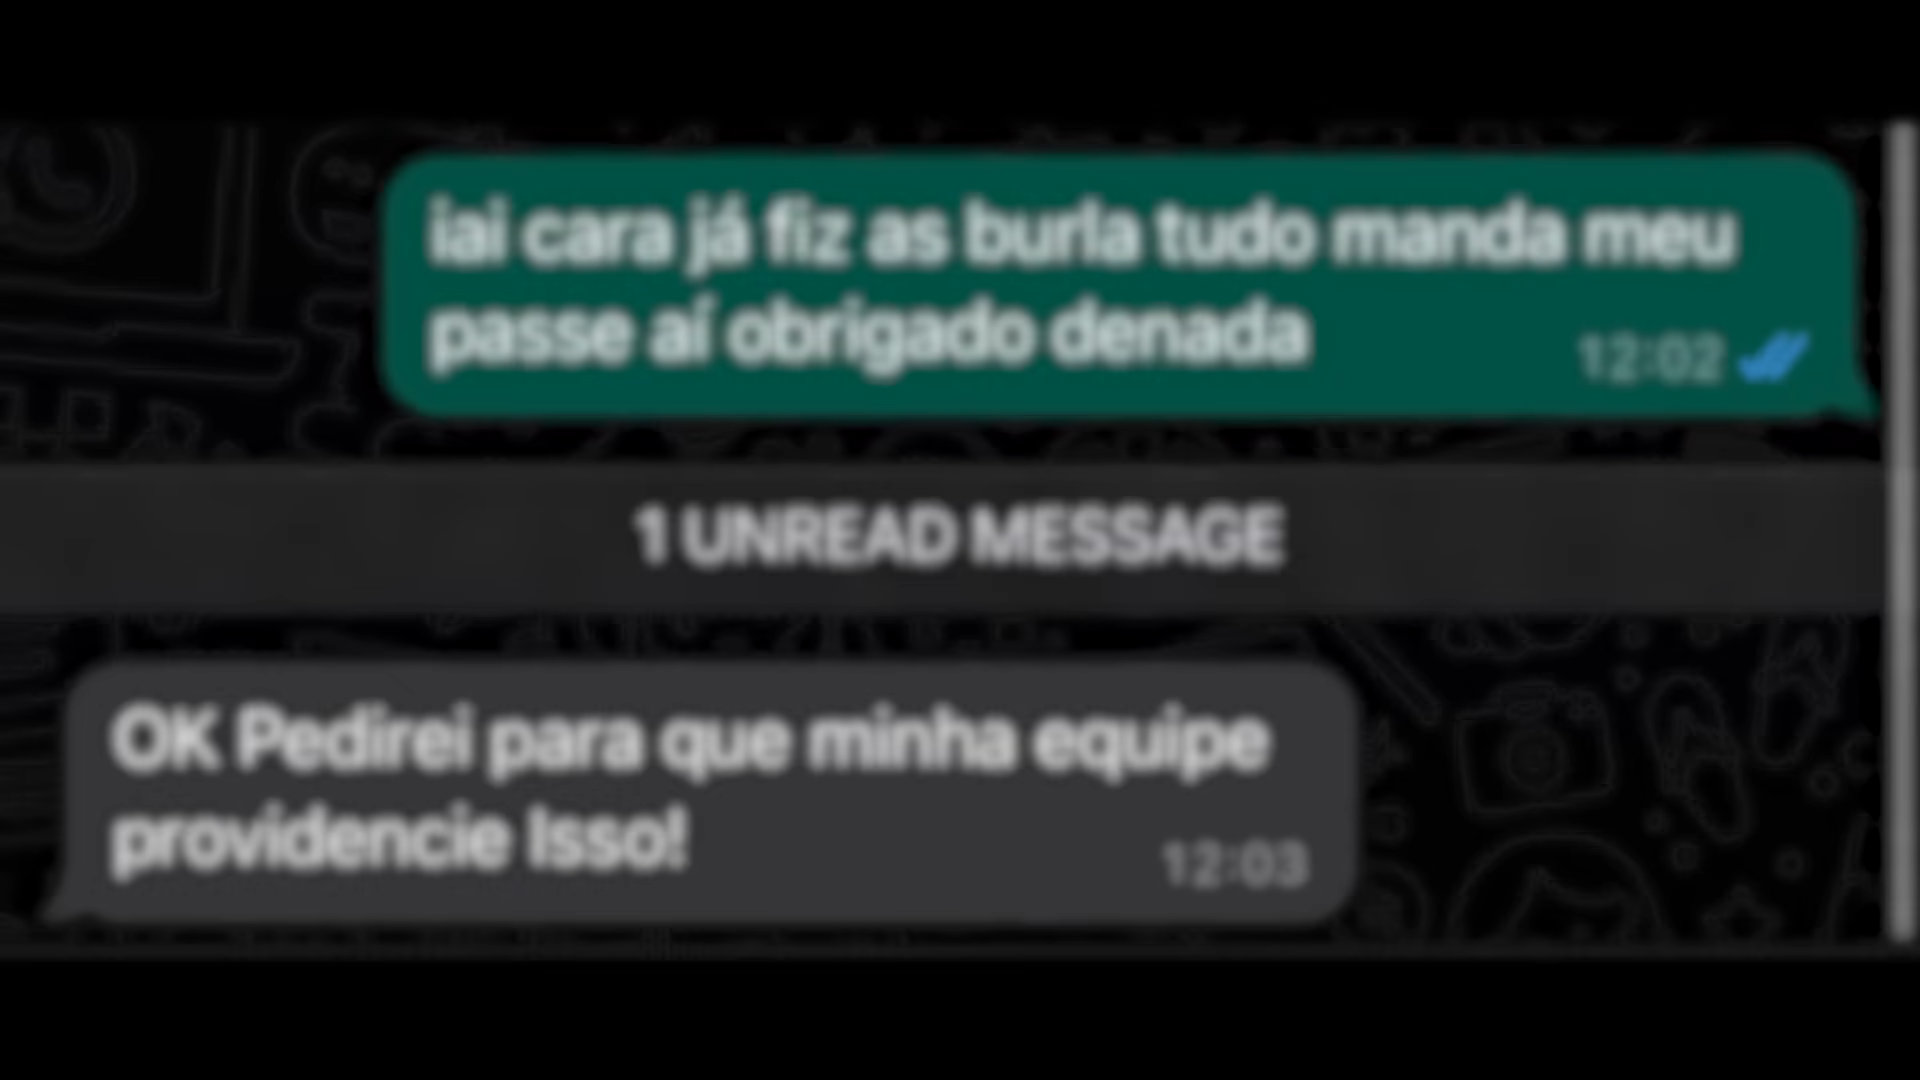 iai cara já fiz as burla tudo manda meu
passe aí obrigado denada
12:02
1 UNREAD MESSAGE
OK Pedirei para que minha equipe
providencie Isso!
12:03